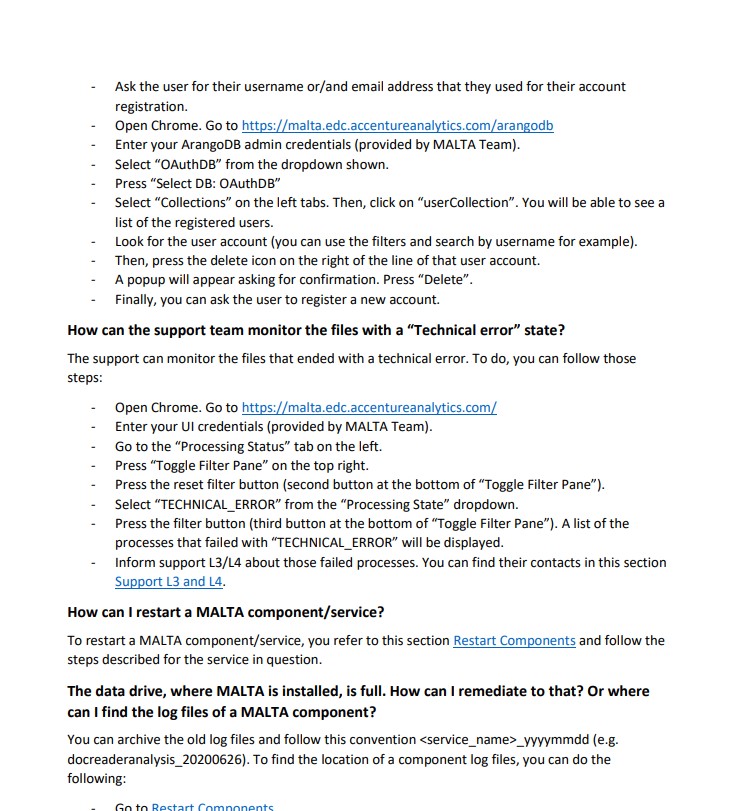 - Ask the user for their username or/and email address that they used for their account
registration.
- Open Chrome. Go to https://malta.edc.accentureanalytics.com/arangodb
- Enter your ArangoDB admin credentials (provided by MALTA Team).
- Select “OAuthDB” from the dropdown shown.
- Press “Select DB: OAuthDB”
- Select “Collections” on the left tabs. Then, click on “userCollection”. You will be able to see a
list of the registered users.
- Look for the user account (you can use the filters and search by username for example).
- Then, press the delete icon on the right of the line of that user account.
- A popup will appear asking for confirmation. Press “Delete”.
- Finally, you can ask the user to register a new account.
How can the support team monitor the files with a “Technical error” state?
The support can monitor the files that ended with a technical error. To do, you can follow those
steps:
- Open Chrome. Go to https://malta.edc.accentureanalytics.com/
- Enter your UI credentials (provided by MALTA Team).
- Go to the “Processing Status” tab on the left.
- Press “Toggle Filter Pane” on the top right.
- Press the reset filter button (second button at the bottom of “Toggle Filter Pane”).
- Select “TECHNICAL_ERROR” from the “Processing State” dropdown.
- Press the filter button (third button at the bottom of “Toggle Filter Pane”). A list of the
processes that failed with “TECHNICAL_ERROR” will be displayed.
- Inform support L3/L4 about those failed processes. You can find their contacts in this section
Support L3 and L4.
How can I restart a MALTA component/service?
To restart a MALTA component/service, you refer to this section Restart Components and follow the
steps described for the service in question.
The data drive, where MALTA is installed, is full. How can I remediate to that? Or where
can I find the log files of a MALTA component?
You can archive the old log files and follow this convention <service_name>_yyyymmdd (e.g.
docreaderanalysis_20200626). To find the location of a component log files, you can do the
following:
- Go to Restart Components